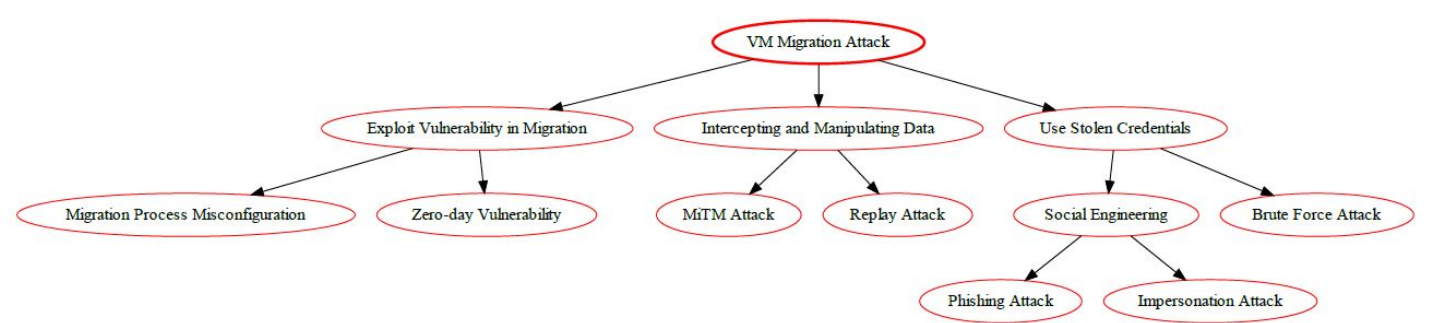 VM Migration Attack
Exploit Vulnerability in Migration
Intercepting and Manipulating Data
Use Stolen Credentials
Migration Process Misconfiguration
Zero-day Vulnerability
MiTM Attack
Replay Attack
Social Engineering
Brute Force Attack
Phishing Attack
Impersonation Attack